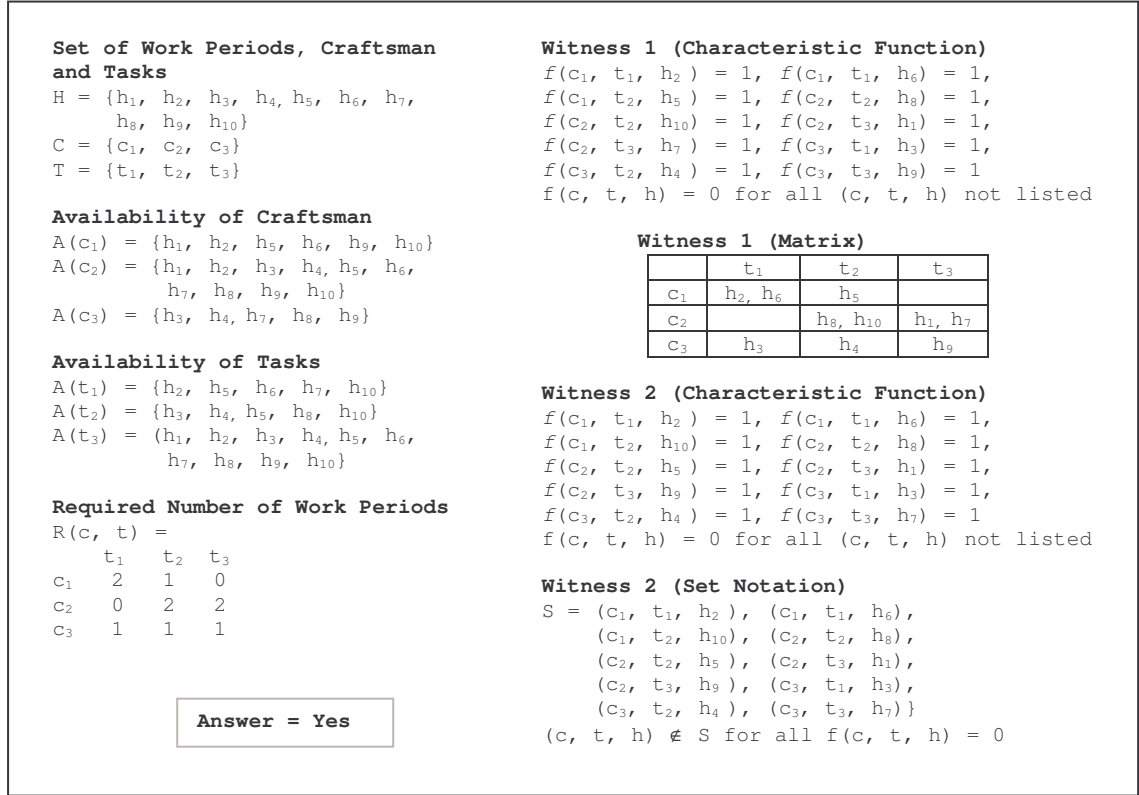 Set of Work Periods, Craftsman
and Tasks
H = {h₁, h₂, h₃, h₄, h₅, h₆, h₇,
h₈, h₉, h₁₀}
C = {c₁, c₂, c₃}
T = {t₁, t₂, t₃}
Availability of Craftsman
A(c₁) = {h₁, h₂, h₅, h₆, h₉, h₁₀}
A(c₂) = {h₁, h₂, h₃, h₄, h₅, h₆,
h₇, h₈, h₉, h₁₀}
A(c₃) = {h₃, h₄, h₇, h₈, h₉}
Availability of Tasks
A(t₁) = {h₂, h₅, h₆, h₇, h₁₀}
A(t₂) = {h₃, h₄, h₅, h₈, h₁₀}
A(t₃) = (h₁, h₂, h₃, h₄, h₅, h₆,
h₇, h₈, h₉, h₁₀}
Required Number of Work Periods
R(c, t) =
t₁ t₂ t₃
c₁ 2 1 0
c₂ 0 2 2
c₃ 1 1 1
Answer = Yes
Witness 1 (Characteristic Function)
f(c₁, t₁, h₂ ) = 1, f(c₁, t₁, h₆) = 1,
f(c₁, t₂, h₅ ) = 1, f(c₂, t₂, h₈) = 1,
f(c₂, t₂, h₁₀) = 1, f(c₂, t₃, h₁) = 1,
f(c₂, t₃, h₇ ) = 1, f(c₃, t₁, h₃) = 1,
f(c₃, t₂, h₄ ) = 1, f(c₃, t₃, h₉) = 1
f(c, t, h) = 0 for all (c, t, h) not listed
Witness 1 (Matrix)
t₁ t₂ t₃
c₁ h₂, h₆ h₅
c₂ h₈, h₁₀ h₁, h₇
c₃ h₃ h₄ h₉
Witness 2 (Characteristic Function)
f(c₁, t₁, h₂ ) = 1, f(c₁, t₁, h₆) = 1,
f(c₁, t₂, h₁₀) = 1, f(c₂, t₂, h₈) = 1,
f(c₂, t₂, h₅ ) = 1, f(c₂, t₃, h₁) = 1,
f(c₂, t₃, h₉ ) = 1, f(c₃, t₁, h₃) = 1,
f(c₃, t₂, h₄ ) = 1, f(c₃, t₃, h₇) = 1
f(c, t, h) = 0 for all (c, t, h) not listed
Witness 2 (Set Notation)
S = (c₁, t₁, h₂ ), (c₁, t₁, h₆),
(c₁, t₂, h₁₀), (c₂, t₂, h₈),
(c₂, t₂, h₅ ), (c₂, t₃, h₁),
(c₂, t₃, h₉ ), (c₃, t₁, h₃),
(c₃, t₂, h₄ ), (c₃, t₃, h₇)}
(c, t, h) ∉ S for all f(c, t, h) = 0